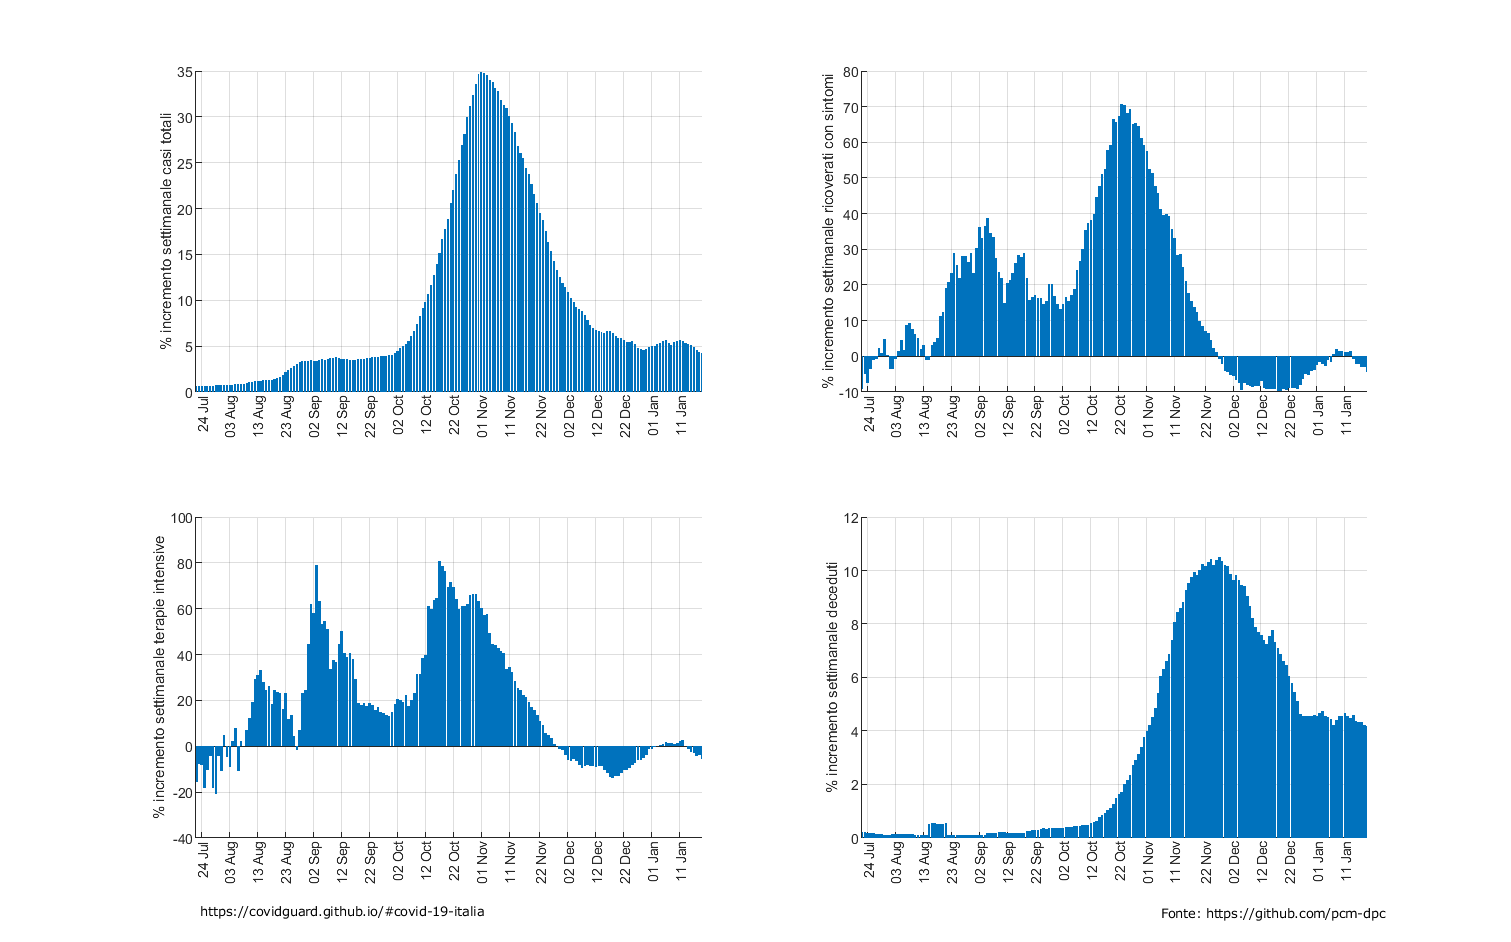 % incremento settimanale casi totali
35
30
25
20
15
10
5
0
24 Jul
03 Aug
13 Aug
23 Aug
02 Sep
12 Sep
22 Sep
02 Oct
12 Oct
22 Oct
01 Nov
11 Nov
22 Nov
02 Dec
12 Dec
22 Dec
01 Jan
11 Jan
% incremento settimanale ricoverati con sintomi
80
70
60
50
40
30
20
10
0
-10
24 Jul
03 Aug
13 Aug
23 Aug
02 Sep
12 Sep
22 Sep
02 Oct
12 Oct
22 Oct
01 Nov
11 Nov
22 Nov
02 Dec
12 Dec
22 Dec
01 Jan
11 Jan
% incremento settimanale terapie intensive
100
80
60
40
20
0
-20
-40
24 Jul
03 Aug
13 Aug
23 Aug
02 Sep
12 Sep
22 Sep
02 Oct
12 Oct
22 Oct
01 Nov
11 Nov
22 Nov
02 Dec
12 Dec
22 Dec
01 Jan
11 Jan
% incremento settimanale deceduti
12
10
8
6
4
2
0
24 Jul
03 Aug
13 Aug
23 Aug
02 Sep
12 Sep
22 Sep
02 Oct
12 Oct
22 Oct
01 Nov
11 Nov
22 Nov
02 Dec
12 Dec
22 Dec
01 Jan
11 Jan
https://covidguard.github.io/#covid-19-italia
Fonte: https://github.com/pcm-dpc